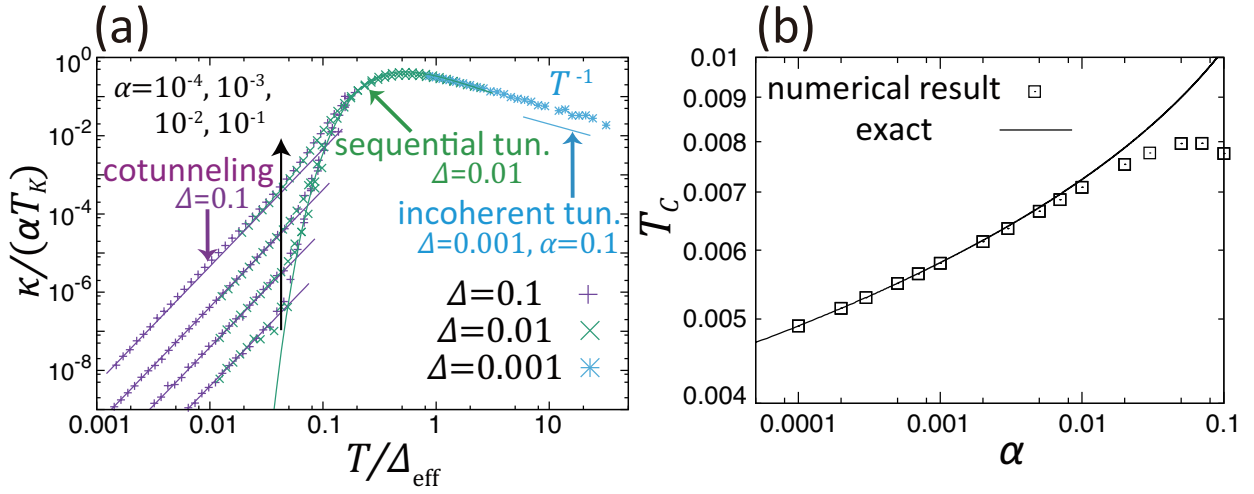 (a)
κ/(αT_K)
10^0
10^-2
10^-4
10^-6
10^-8
α=10^-4, 10^-3,
10^-2, 10^-1
T^-1
cotunneling
Δ=0.1
sequential tun.
Δ=0.01
incoherent tun.
Δ=0.001, α=0.1
Δ=0.1
Δ=0.01
Δ=0.001
0.001 0.01 0.1 1 10
T/Δ_eff
(b)
T_C
0.01
0.009
0.008
0.007
0.006
0.005
0.004
numerical result
exact
0.0001 0.001 0.01 0.1
α